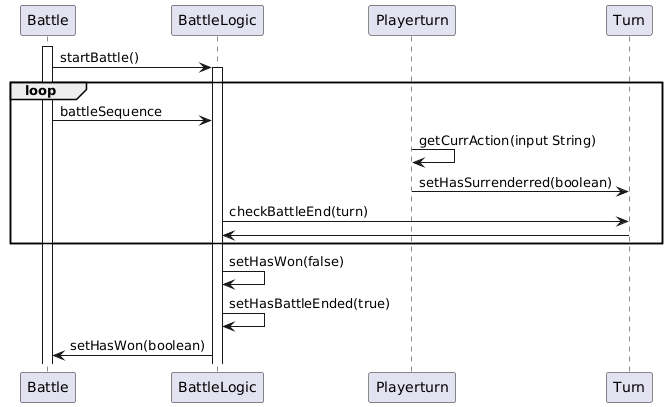 Battle BattleLogic Playerturn Turn
startBattle()
loop
battleSequence
getCurrAction(input String)
setHasSurrenderred(boolean)
checkBattleEnd(turn)
setHasWon(false)
setHasBattleEnded(true)
setHasWon(boolean)
Battle BattleLogic Playerturn Turn